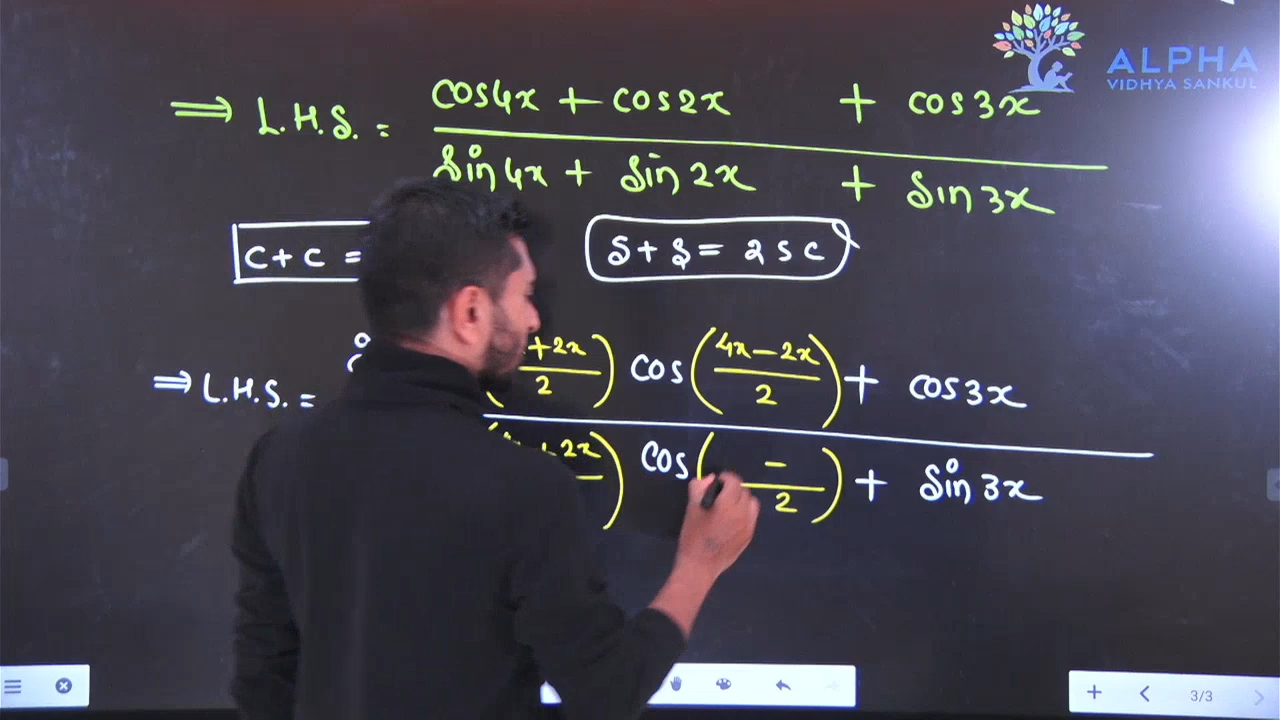 ALPHA
VIDHYA SANKUL
⇒ L.H.S. = cos4x + cos2x + cos3x
sin4x + sin2x + sin3x
C + C =
S + S = 2 S C
⇒ L.H.S. = +2x/2) cos(4x-2x/2) + cos3x
+2x) cos( -/2) + sin3x
3/3